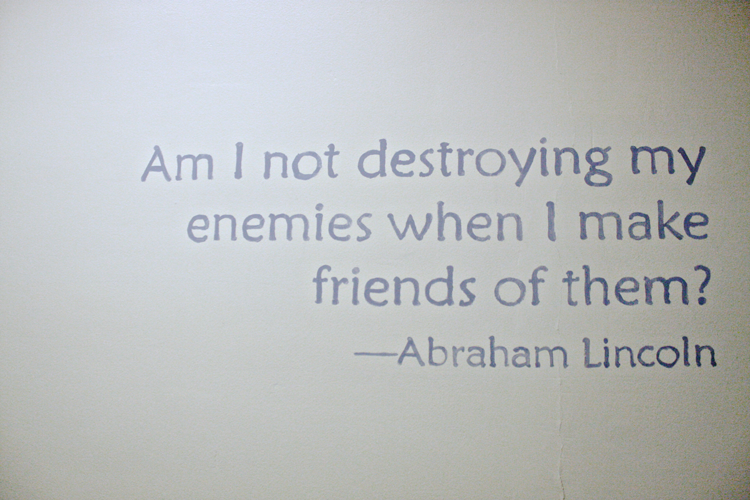 Am I not destroying my
enemies when I make
friends of them?
—Abraham Lincoln